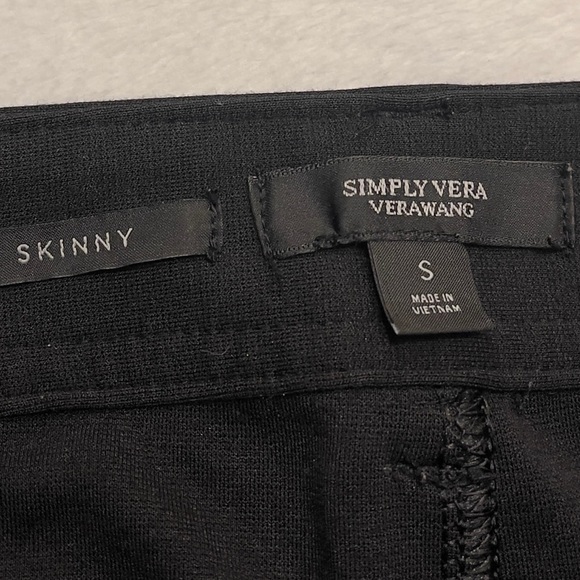 SKINNY
SIMPLY VERA
VERAWANG
S
MADE IN
VIETNAM